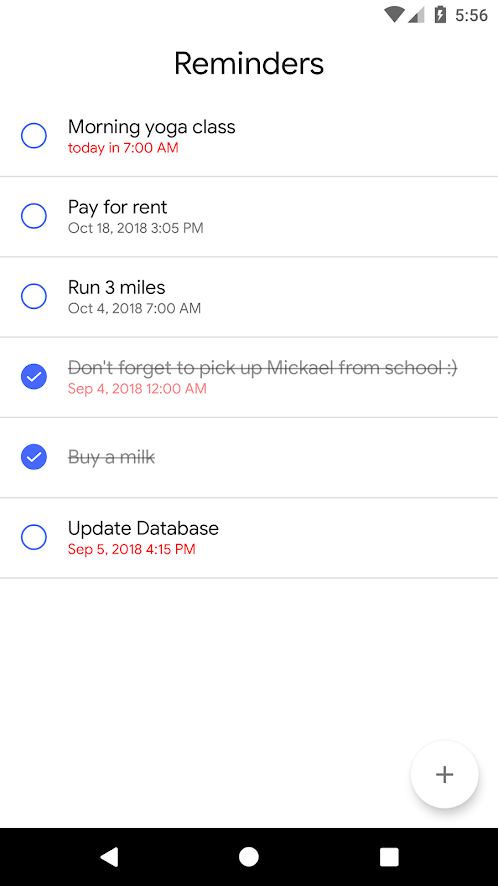 5:56
Reminders
Morning yoga class
today in 7:00 AM
Pay for rent
Oct 18, 2018 3:05 PM
Run 3 miles
Oct 4, 2018 7:00 AM
Don't forget to pick up Mickael from school :)
Sep 4, 2018 12:00 AM
Buy a milk
Update Database
Sep 5, 2018 4:15 PM
+